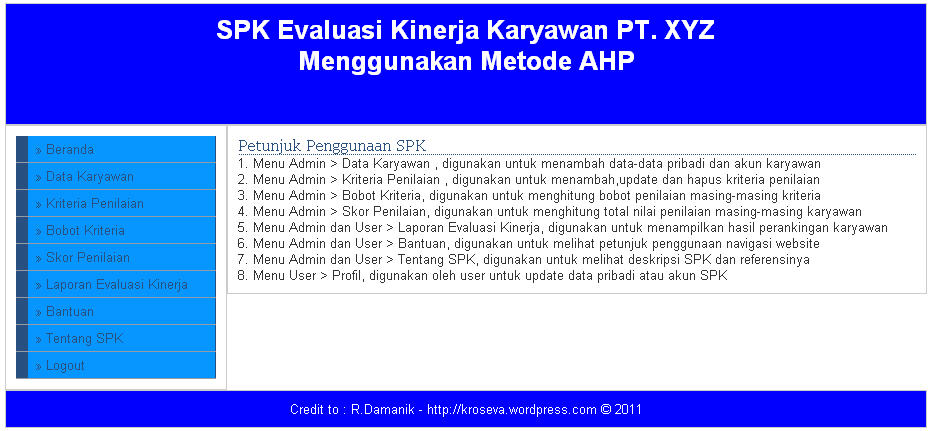 SPK Evaluasi Kinerja Karyawan PT. XYZ
Menggunakan Metode AHP
» Beranda
» Data Karyawan
» Kriteria Penilaian
» Bobot Kriteria
» Skor Penilaian
» Laporan Evaluasi Kinerja
» Bantuan
» Tentang SPK
» Logout
Petunjuk Penggunaan SPK
1. Menu Admin > Data Karyawan , digunakan untuk menambah data-data pribadi dan akun karyawan
2. Menu Admin > Kriteria Penilaian , digunakan untuk menambah,update dan hapus kriteria penilaian
3. Menu Admin > Bobot Kriteria, digunakan untuk menghitung bobot penilaian masing-masing kriteria
4. Menu Admin > Skor Penilaian, digunakan untuk menghitung total nilai penilaian masing-masing karyawan
5. Menu Admin dan User > Laporan Evaluasi Kinerja, digunakan untuk menampilkan hasil perankingan karyawan
6. Menu Admin dan User > Bantuan, digunakan untuk melihat petunjuk penggunaan navigasi website
7. Menu Admin dan User > Tentang SPK, digunakan untuk melihat deskripsi SPK dan referensinya
8. Menu User > Profil, digunakan oleh user untuk update data pribadi atau akun SPK
Credit to : R.Damanik - http://kroseva.wordpress.com © 2011